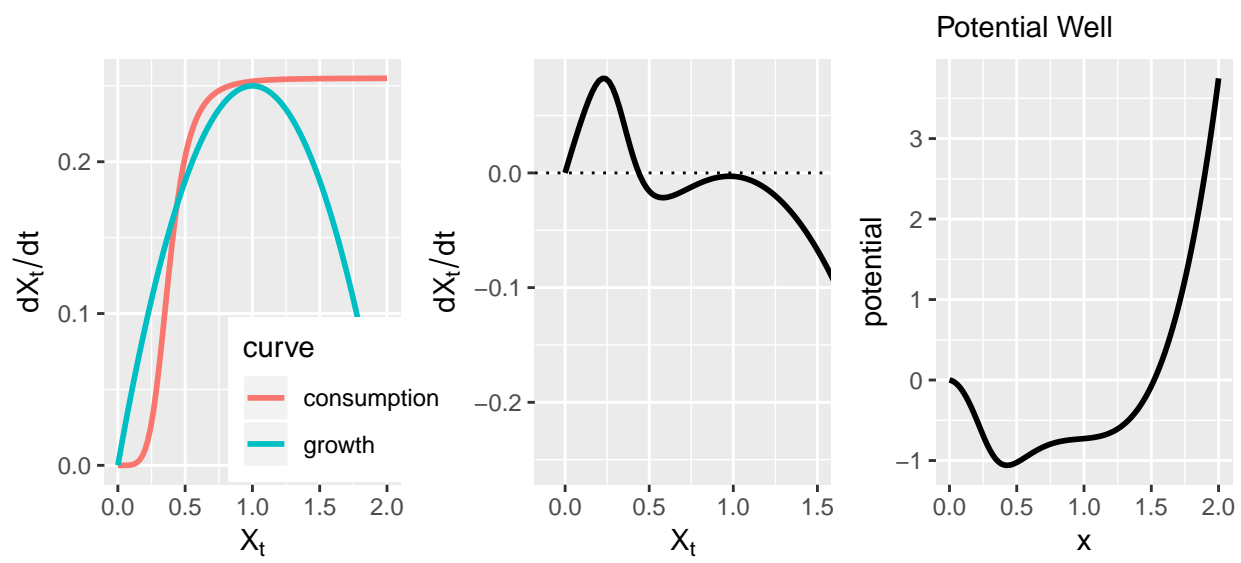 dXₜ/dt
0.2
0.1
0.0
0.0 0.5 1.0 1.5 2.0
Xₜ
curve
consumption
growth
dXₜ/dt
0.0
−0.1
−0.2
0.0 0.5 1.0 1.5
Xₜ
Potential Well
potential
3
2
1
0
−1
0.0 0.5 1.0 1.5 2.0
x